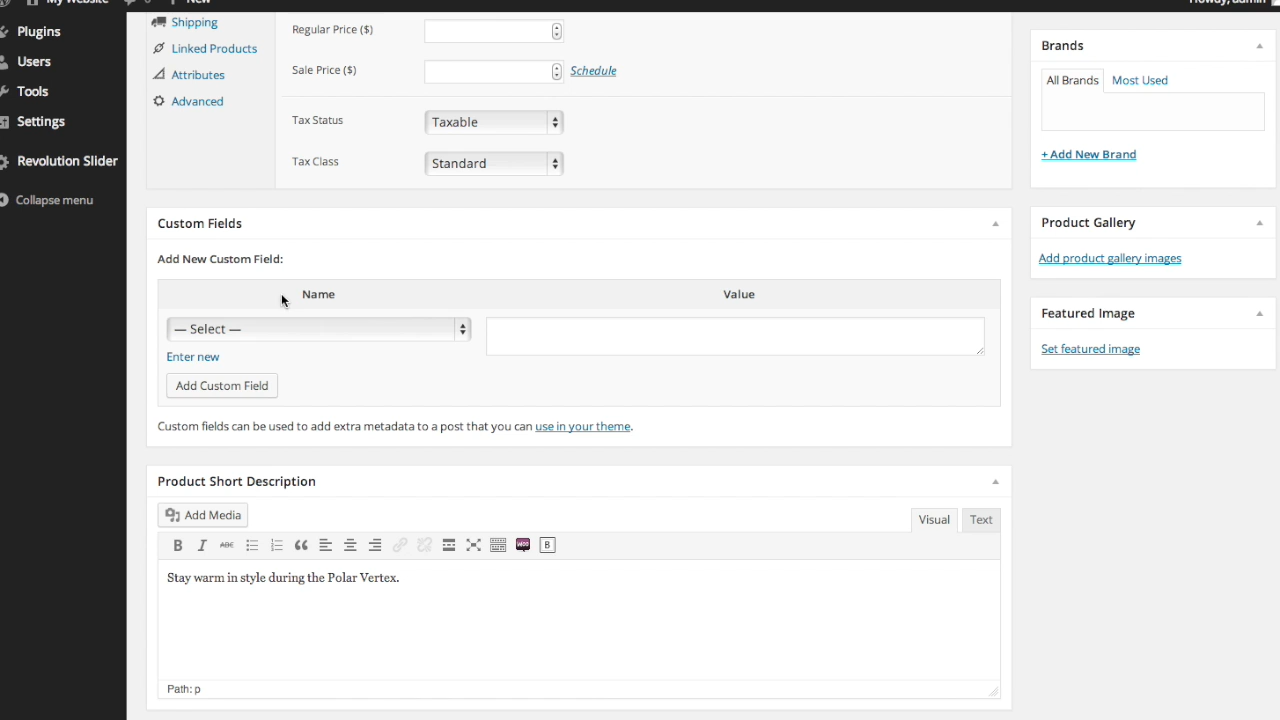 My Website
New
Howdy, admin
Plugins
Users
Tools
Settings
Revolution Slider
Collapse menu
Shipping
Linked Products
Attributes
Advanced
Regular Price ($)
Sale Price ($)
Schedule
Tax Status
Taxable
Tax Class
Standard
Custom Fields
Add New Custom Field:
Name
Value
— Select —
Enter new
Add Custom Field
Custom fields can be used to add extra metadata to a post that you can use in your theme.
Product Short Description
Add Media
Visual
Text
B
I
ABC
WOO
B
Stay warm in style during the Polar Vertex.
Path: p
Brands
All Brands
Most Used
+ Add New Brand
Product Gallery
Add product gallery images
Featured Image
Set featured image